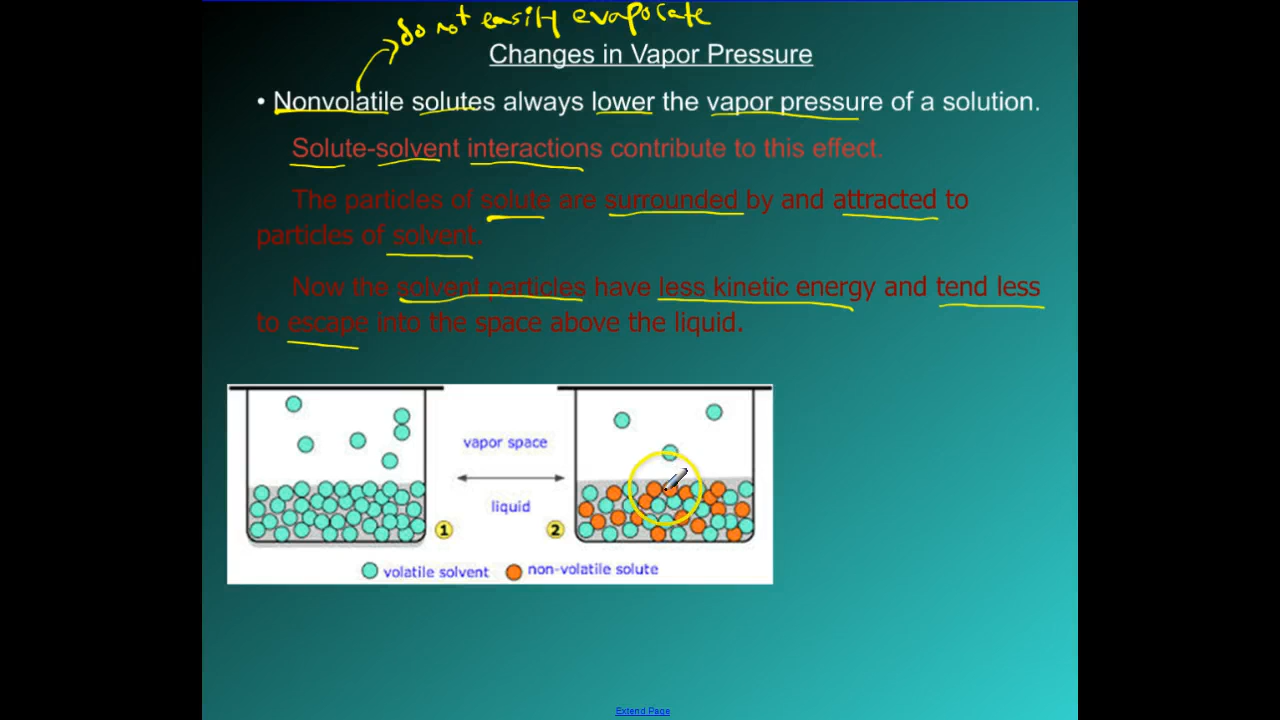 do not easily evaporate
Changes in Vapor Pressure
• Nonvolatile solutes always lower the vapor pressure of a solution.
Solute-solvent interactions contribute to this effect.
The particles of solute are surrounded by and attracted to
particles of solvent.
Now the solvent particles have less kinetic energy and tend less
to escape into the space above the liquid.
vapor space
liquid
1
2
volatile solvent
non-volatile solute
Extend Page